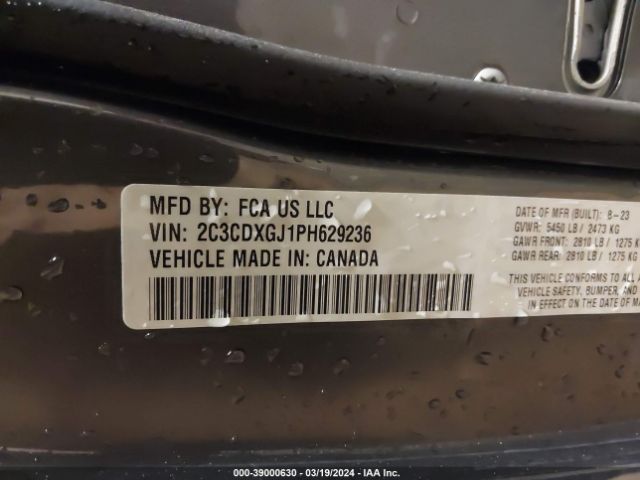 MFD BY: FCA US LLC
VIN: 2C3CDXGJ1PH629236
VEHICLE MADE IN: CANADA
DATE OF MFR (BUILT): 8-23
GVWR: 5450 LB / 2473 KG
GAWR FRONT: 2810 LB / 1275 KG
GAWR REAR: 2810 LB / 1275 KG
THIS VEHICLE CONFORMS TO ALL
VEHICLE SAFETY, BUMPER, AND
IN EFFECT ON THE DATE OF
000-39000630 - 03/19/2024 - IAA Inc.